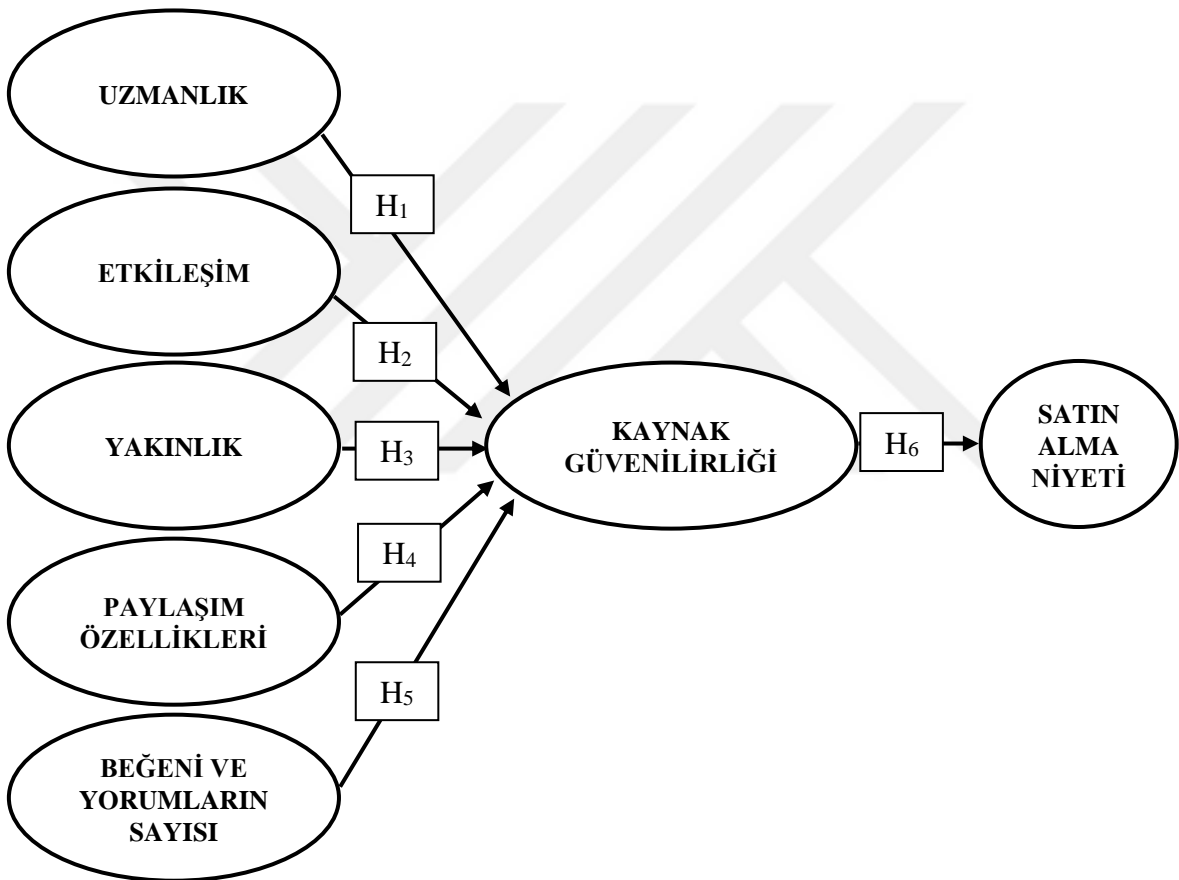 UZMANLIK
H₁
ETKİLEŞİM
H₂
YAKINLIK
H₃
KAYNAK
GÜVENİLİRLİĞİ
H₆
SATIN
ALMA
NİYETİ
PAYLAŞIM
ÖZELLİKLERİ
H₄
BEĞENİ VE
YORUMLARIN
SAYISI
H₅